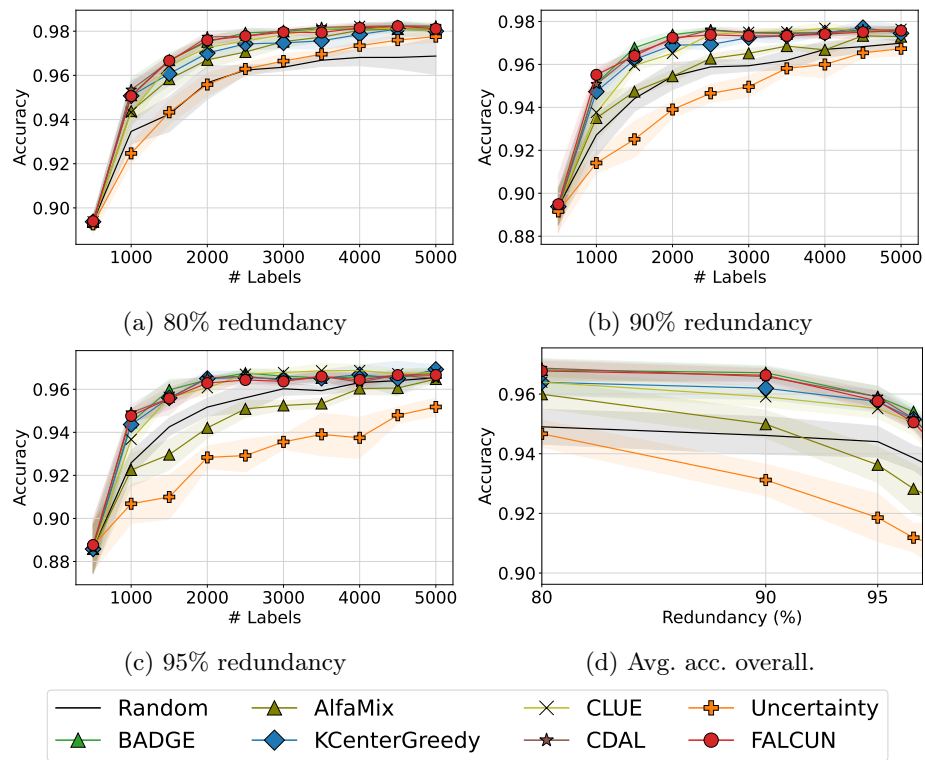 0.98
0.96
0.94
0.92
0.90
Accuracy
1000 2000 3000 4000 5000
# Labels
(a) 80% redundancy
0.98
0.96
0.94
0.92
0.90
0.88
Accuracy
1000 2000 3000 4000 5000
# Labels
(b) 90% redundancy
0.96
0.94
0.92
0.90
0.88
Accuracy
1000 2000 3000 4000 5000
# Labels
(c) 95% redundancy
0.96
0.94
0.92
0.90
Accuracy
80 90 95
Redundancy (%)
(d) Avg. acc. overall.
Random AlfaMix CLUE Uncertainty
BADGE KCenterGreedy CDAL FALCUN